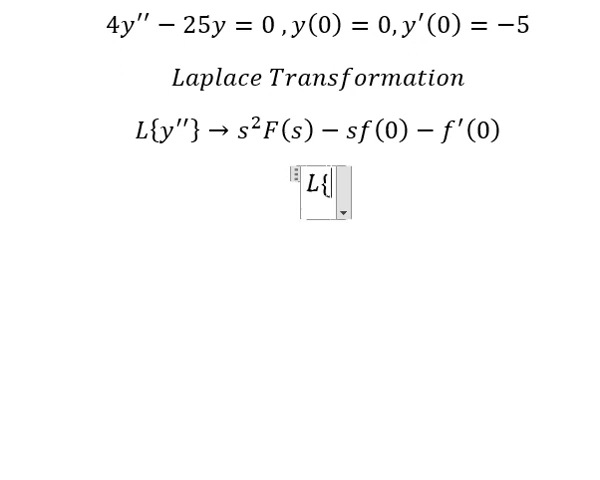 4y′′ − 25y = 0 , y(0) = 0, y′(0) = −5
Laplace Transformation
L{y′′} → s²F(s) − sf(0) − f′(0)
L{